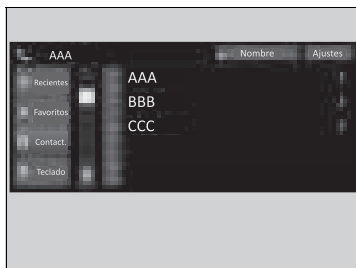 AAA
Nombre
Ajustes
Recientes
Favoritos
Contact.
Teclado
AAA
BBB
CCC